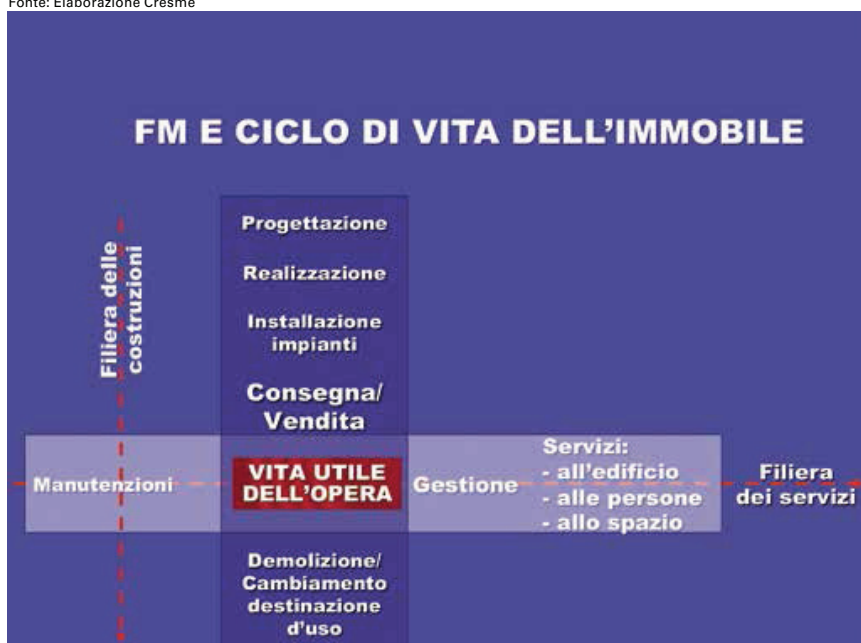 Fonte: Elaborazione Cresme
FM E CICLO DI VITA DELL'IMMOBILE
Filiera delle
costruzioni
Progettazione
Realizzazione
Installazione
impianti
Consegna/
Vendita
Manutenzioni
VITA UTILE
DELL'OPERA
Gestione
Servizi:
- all'edificio
- alle persone
- allo spazio
Filiera
dei servizi
Demolizione/
Cambiamento
destinazione
d'uso